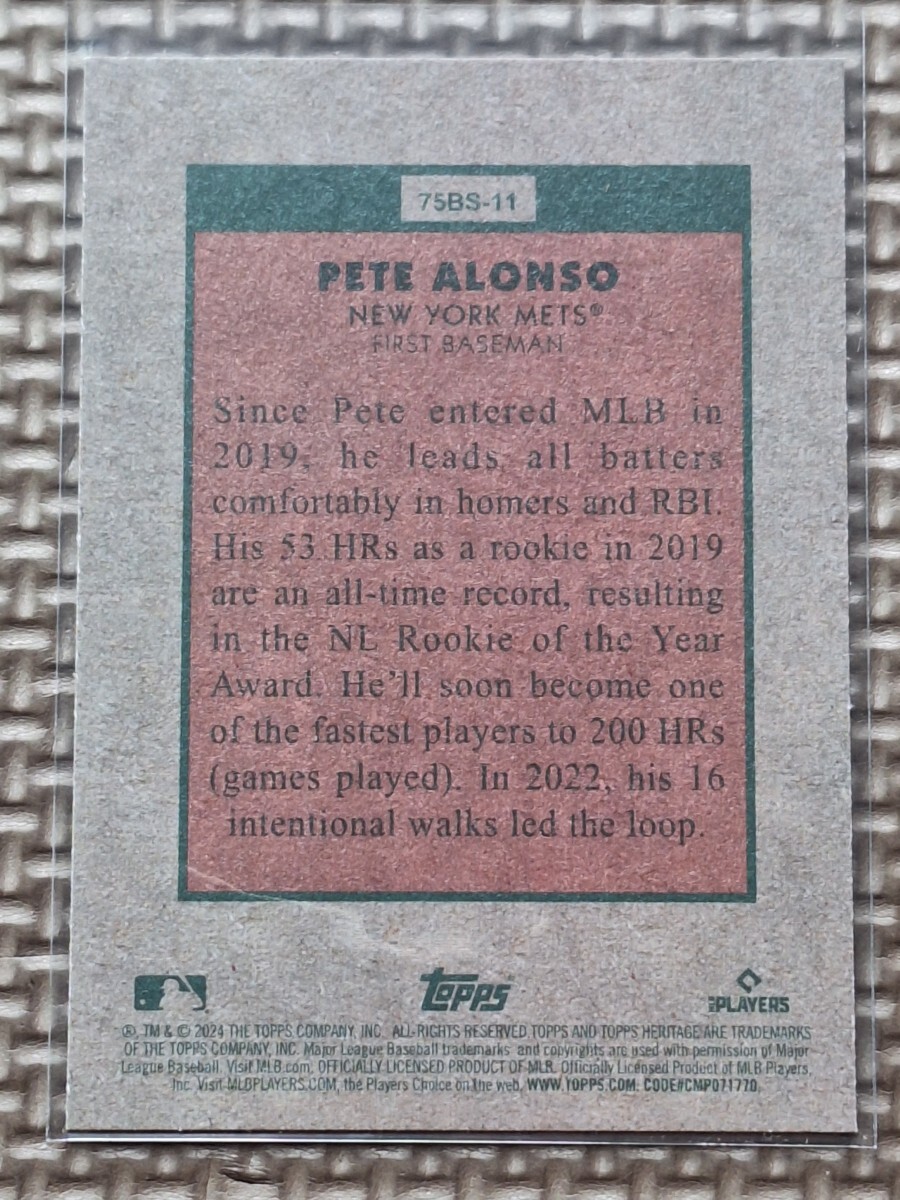 75BS-11
PETE ALONSO
NEW YORK METS®
FIRST BASEMAN
Since Pete entered MLB in
2019, he leads all batters
comfortably in homers and RBI.
His 53 HRs as a rookie in 2019
are an all-time record, resulting
in the NL Rookie of the Year
Award. He'll soon become one
of the fastest players to 200 HRs
(games played). In 2022, his 16
intentional walks led the loop.
topps
MLB PLAYERS
®, TM & © 2024 THE TOPPS COMPANY, INC. ALL RIGHTS RESERVED. TOPPS AND TOPPS HERITAGE ARE TRADEMARKS
OF THE TOPPS COMPANY, INC. Major League Baseball trademarks and copyrights are used with permission of Major
League Baseball. Visit MLB.com. OFFICIALLY LICENSED PRODUCT OF MLB. Officially Licensed Product of MLB Players,
Inc. Visit MLBPLAYERS.COM, the Players Choice on the web. WWW.TOPPS.COM. CODE#CMP071770